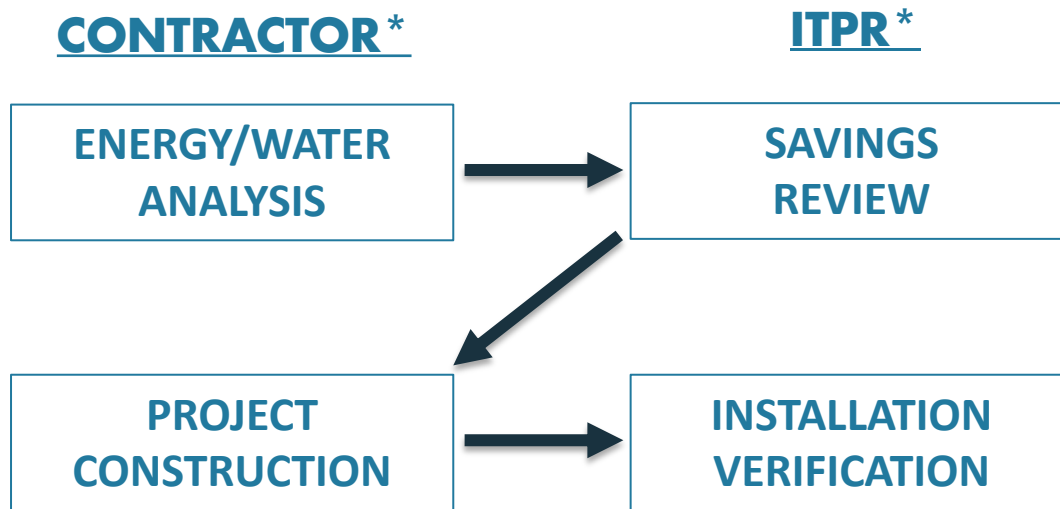 CONTRACTOR*
ITPR*
ENERGY/WATER
ANALYSIS
SAVINGS
REVIEW
PROJECT
CONSTRUCTION
INSTALLATION
VERIFICATION